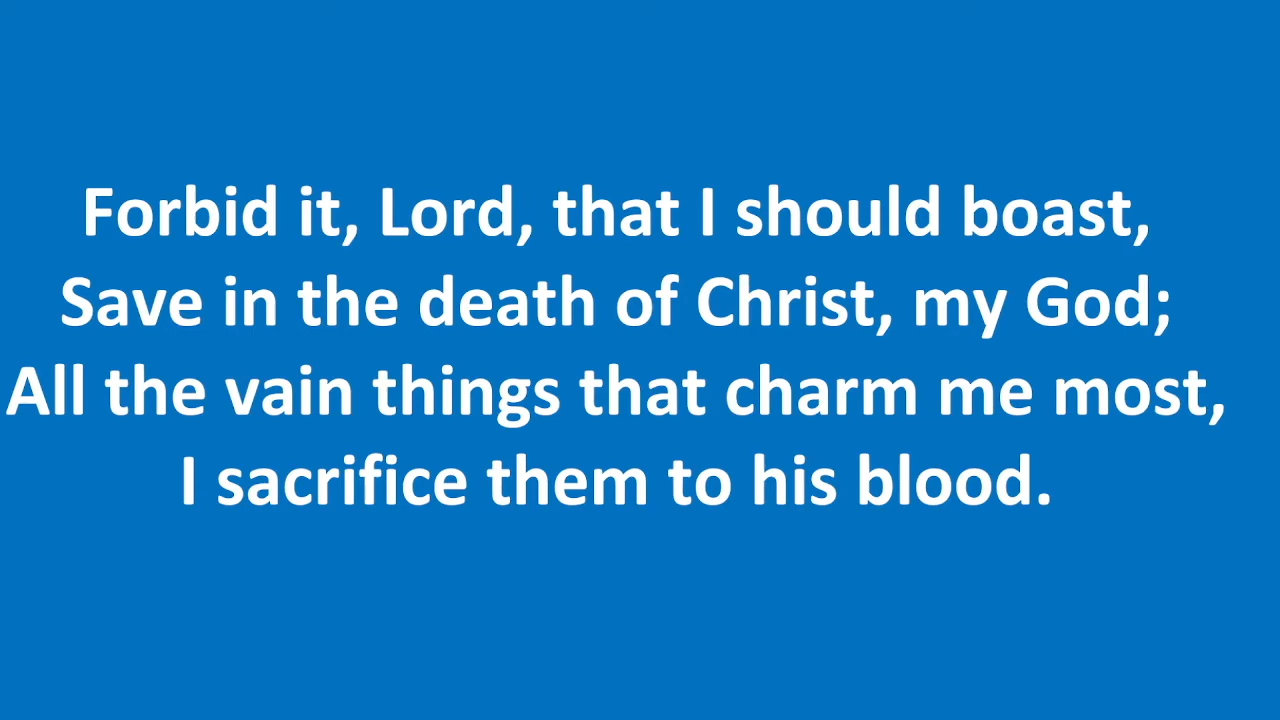 Forbid it, Lord, that I should boast,
Save in the death of Christ, my God;
All the vain things that charm me most,
I sacrifice them to his blood.